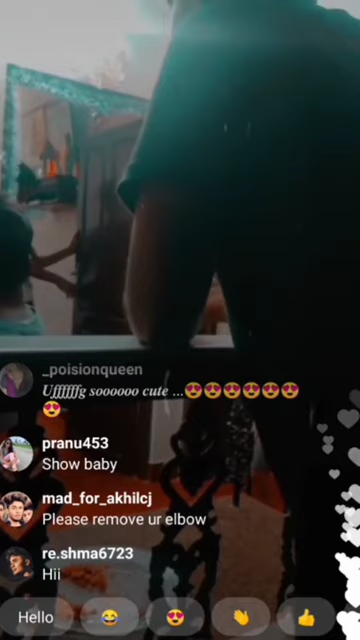 _poisionqueen
Uffffffg soooooo cute ...😍😍😍😍😍😍
😍
pranu453
Show baby
mad_for_akhilcj
Please remove ur elbow
re.shma6723
Hii
Hello 😂 😍 👏 👍